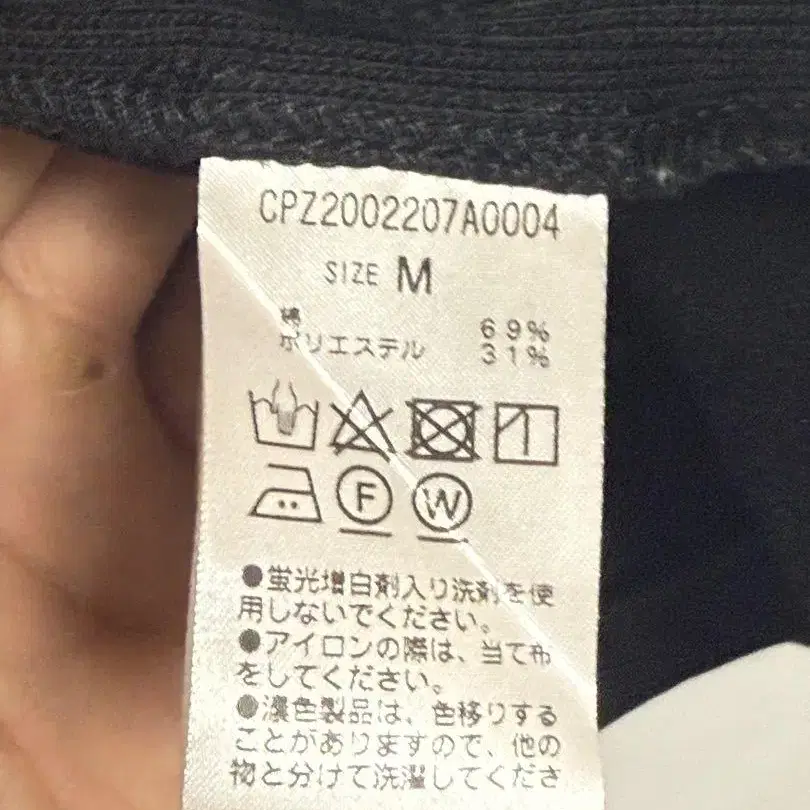 CPZ2002207A0004
SIZE M
綿 69%
ポリエステル 31%
F W
●蛍光増白剤入り洗剤を使
用しないでください。
●アイロンの際は、当て布
をしてください。
●濃色製品は、色移りする
ことがありますので、他の
物と分けて洗濯してくださ